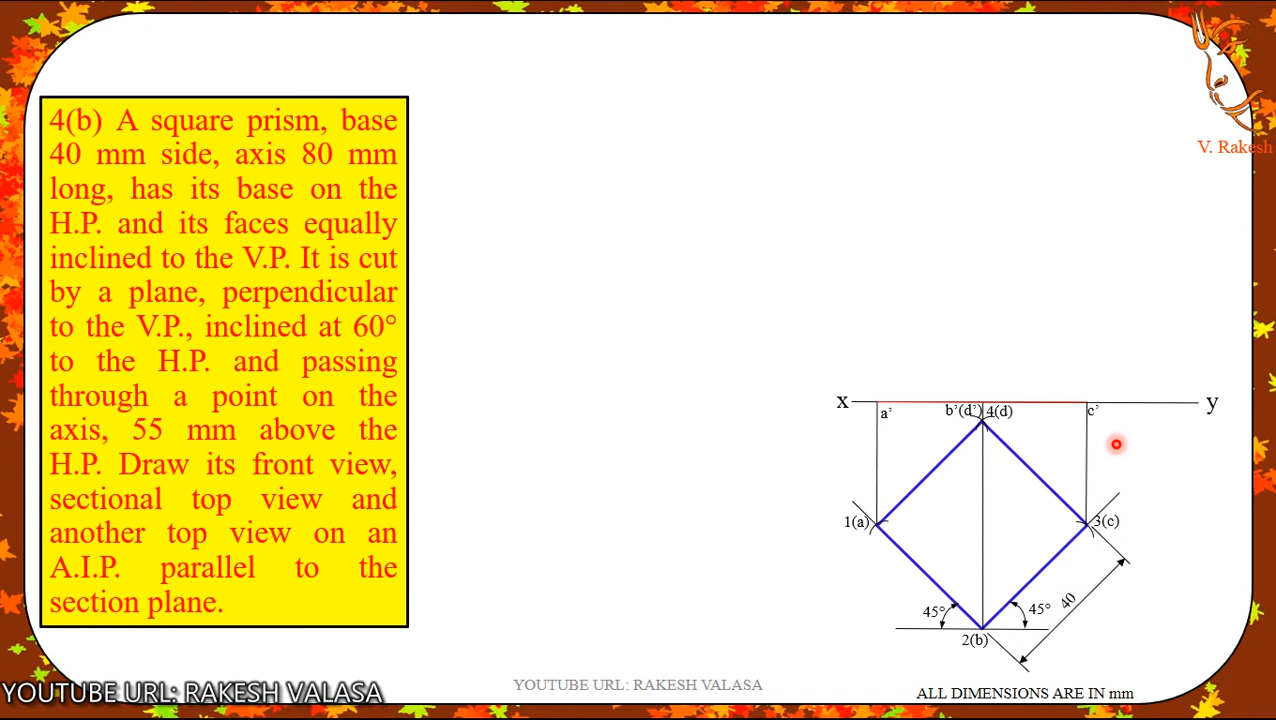 4(b) A square prism, base
40 mm side, axis 80 mm
long, has its base on the
H.P. and its faces equally
inclined to the V.P. It is cut
by a plane, perpendicular
to the V.P., inclined at 60°
to the H.P. and passing
through a point on the
axis, 55 mm above the
H.P. Draw its front view,
sectional top view and
another top view on an
A.I.P. parallel to the
section plane.
V. Rakesh
x
y
a’
b’(d’)
4(d)
c’
1(a)
3(c)
45°
45°
40
2(b)
ALL DIMENSIONS ARE IN mm
YOUTUBE URL: RAKESH VALASA
YOUTUBE URL: RAKESH VALASA